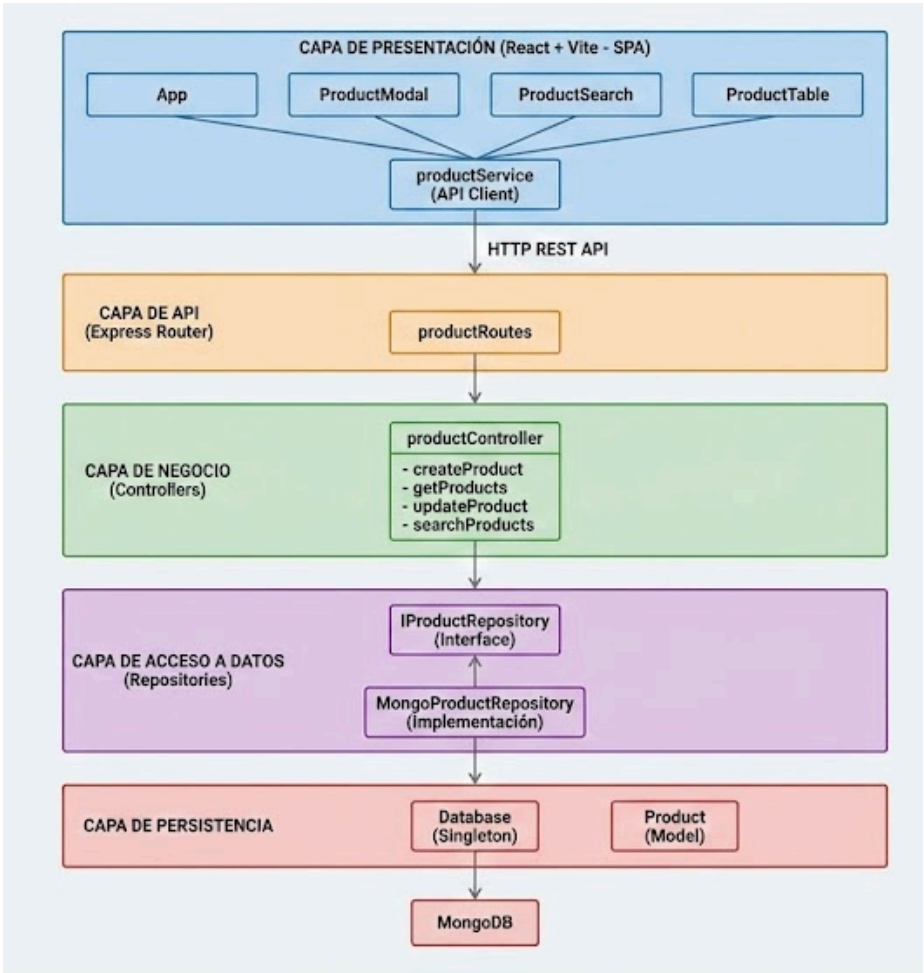 CAPA DE PRESENTACIÓN (React + Vite - SPA)
App
ProductModal
ProductSearch
ProductTable
productService
(API Client)
HTTP REST API
CAPA DE API
(Express Router)
productRoutes
productController
CAPA DE NEGOCIO
(Controllers)
- createProduct
- getProducts
- updateProduct
- searchProducts
IProductRepository
(Interface)
CAPA DE ACCESO A DATOS
(Repositories)
MongoProductRepository
(Implementación)
CAPA DE PERSISTENCIA
Database
(Singleton)
Product
(Model)
MongoDB